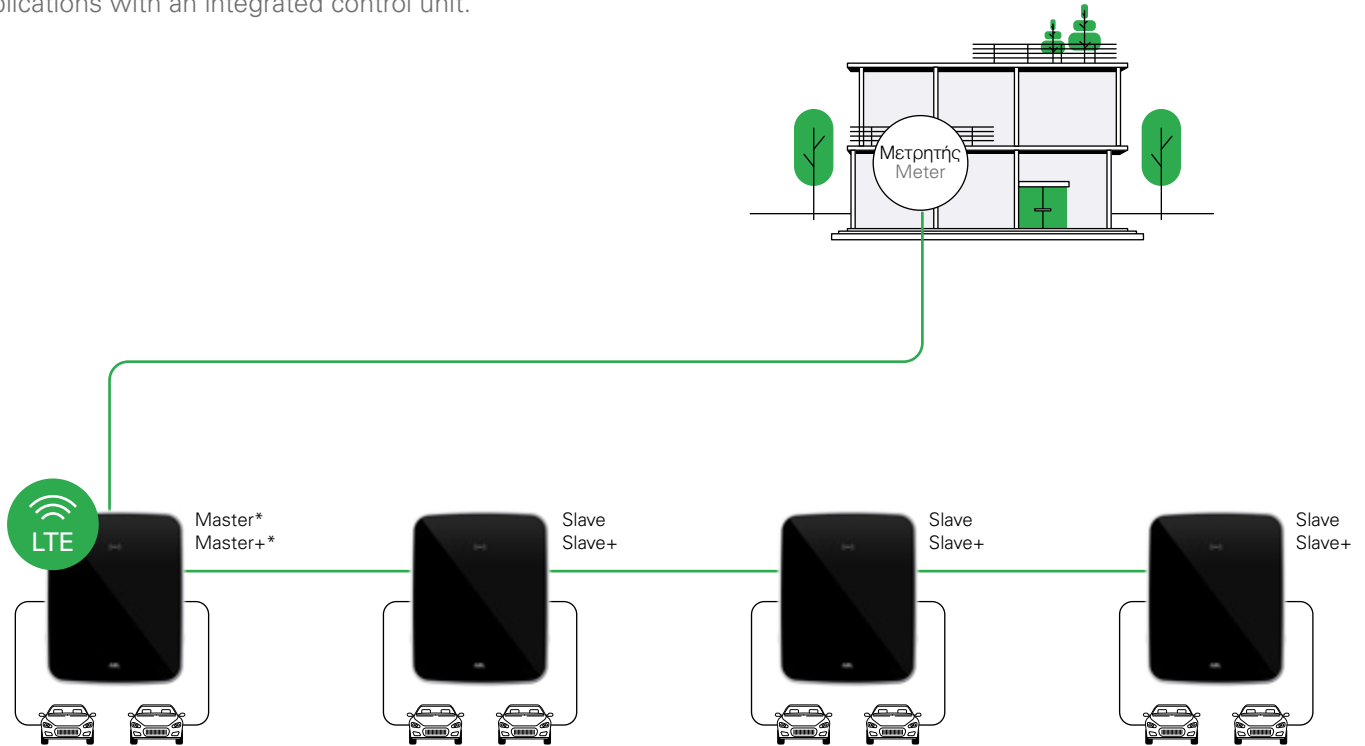 plications with an integrated control unit.
Μετρητής
Meter
LTE
Master*
Master+*
Slave
Slave+
Slave
Slave+
Slave
Slave+